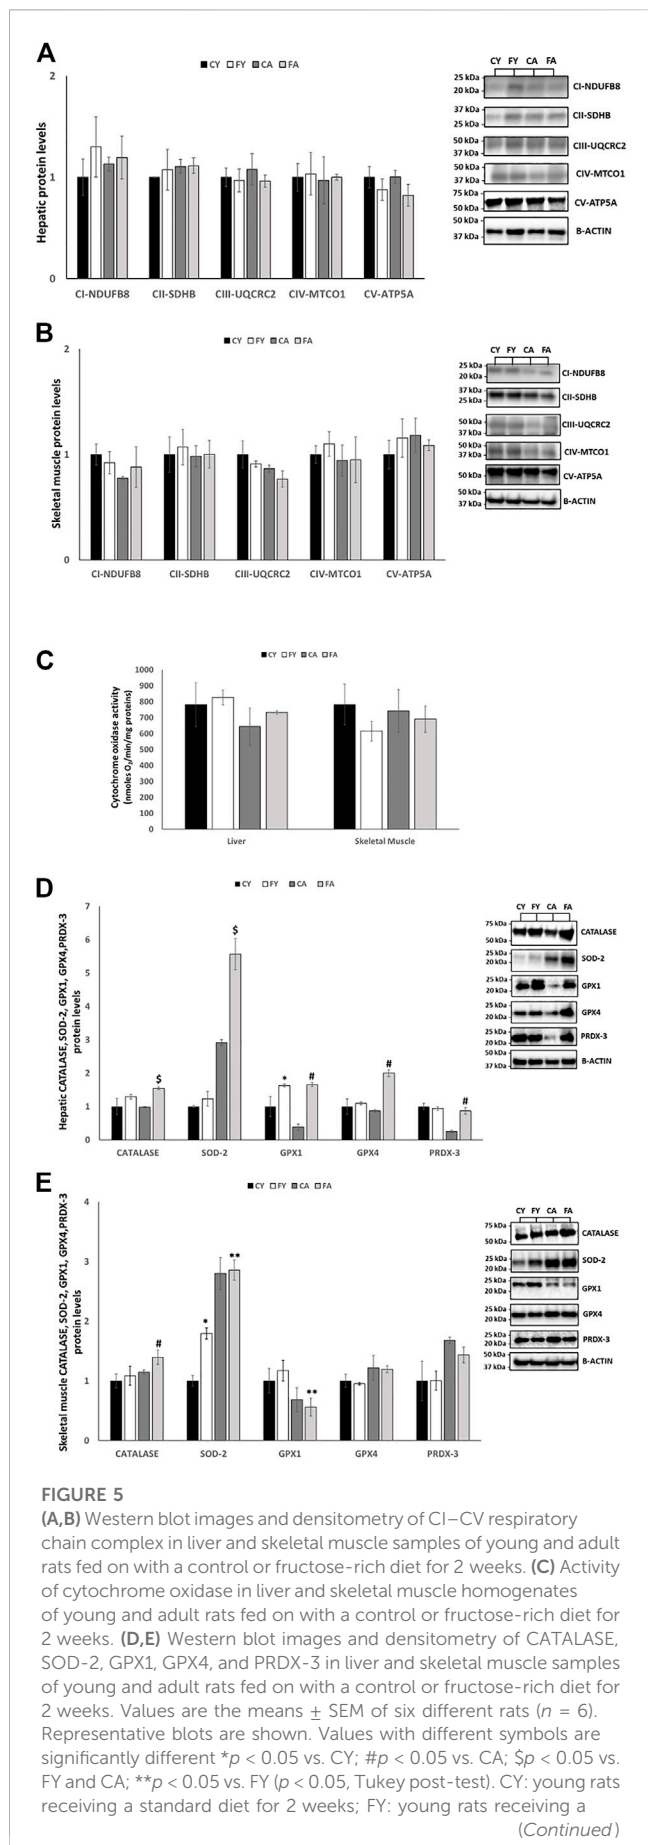 A
CY FY CA FA
2
1
0
Hepatic protein levels
CI-NDUFB8 CII-SDHB CIII-UQCRC2 CIV-MTCO1 CV-ATP5A
CY FY CA FA
25 kDa
20 kDa
CI-NDUFB8
37 kDa
25 kDa
CII-SDHB
50 kDa
37 kDa
CIII-UQCRC2
50 kDa
37 kDa
CIV-MTCO1
75 kDa
50 kDa
CV-ATP5A
50 kDa
37 kDa
B-ACTIN
B
CY FY CA FA
2
1
0
Skeletal muscle protein levels
CI-NDUFB8 CII-SDHB CIII-UQCRC2 CIV-MTCO1 CV-ATP5A
CY FY CA FA
25 kDa
20 kDa
CI-NDUFB8
37 kDa
25 kDa
CII-SDHB
50 kDa
37 kDa
CIII-UQCRC2
50 kDa
37 kDa
CIV-MTCO1
50 kDa
CV-ATP5A
50 kDa
37 kDa
B-ACTIN
C
CY FY CA FA
1000
900
800
700
600
500
400
300
200
100
0
Cytochrome oxidase activity
(nmoles O2/min/mg proteins)
Liver Skeletal Muscle
D
CY FY CA FA
7
6
5
4
3
2
1
0
Hepatic CATALASE, SOD-2, GPX1, GPX4,PRDX-3
protein levels
$ $ * # # #
CATALASE SOD-2 GPX1 GPX4 PRDX-3
CY FY CA FA
75 kDa
50 kDa
CATALASE
25 kDa
20 kDa
SOD-2
25 kDa
20 kDa
GPX1
25 kDa
20 kDa
GPX4
25 kDa
20 kDa
PRDX-3
50 kDa
37 kDa
B-ACTIN
E
CY FY CA FA
4
3
2
1
0
Skeletal muscle CATALASE, SOD-2, GPX1, GPX4,PRDX-3
protein levels
# * ** **
CATALASE SOD-2 GPX1 GPX4 PRDX-3
CY FY CA FA
75 kDa
50 kDa
CATALASE
25 kDa
20 kDa
SOD-2
25 kDa
20 kDa
GPX1
25 kDa
20 kDa
GPX4
25 kDa
20 kDa
PRDX-3
50 kDa
37 kDa
B-ACTIN
FIGURE 5
(A,B) Western blot images and densitometry of CI–CV respiratory
chain complex in liver and skeletal muscle samples of young and adult
rats fed on with a control or fructose-rich diet for 2 weeks. (C) Activity
of cytochrome oxidase in liver and skeletal muscle homogenates
of young and adult rats fed on with a control or fructose-rich diet for
2 weeks. (D,E) Western blot images and densitometry of CATALASE,
SOD-2, GPX1, GPX4, and PRDX-3 in liver and skeletal muscle samples
of young and adult rats fed on with a control or fructose-rich diet for
2 weeks. Values are the means ± SEM of six different rats (n = 6).
Representative blots are shown. Values with different symbols are
significantly different *p < 0.05 vs. CY; #p < 0.05 vs. CA; $p < 0.05 vs.
FY and CA; **p < 0.05 vs. FY (p < 0.05, Tukey post-test). CY: young rats
receiving a standard diet for 2 weeks; FY: young rats receiving a
(Continued)